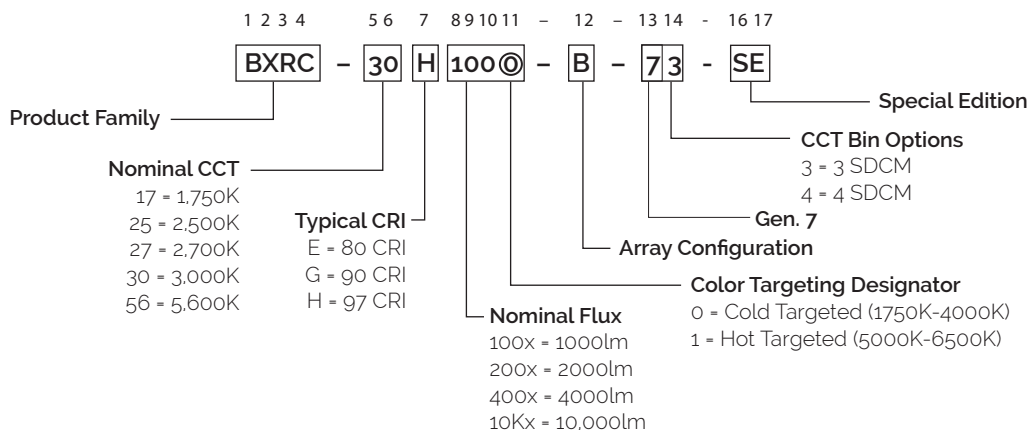 1 2 3 4 5 6 7 8 9 10 11 – 12 – 13 14 - 16 17
BXRC – 30 H 100 0 – B – 7 3 - SE
Product Family
Special Edition
CCT Bin Options
3 = 3 SDCM
4 = 4 SDCM
Nominal CCT
17 = 1,750K
25 = 2,500K
27 = 2,700K
30 = 3,000K
56 = 5,600K
Typical CRI
E = 80 CRI
G = 90 CRI
H = 97 CRI
Gen. 7
Array Configuration
Color Targeting Designator
0 = Cold Targeted (1750K-4000K)
1 = Hot Targeted (5000K-6500K)
Nominal Flux
100x = 1000lm
200x = 2000lm
400x = 4000lm
10Kx = 10,000lm